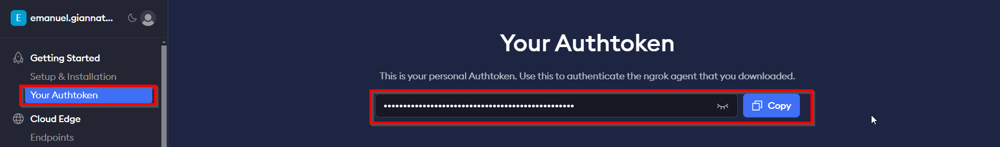 E emanuel.giannat...
Getting Started
Setup & Installation
Your Authtoken
Cloud Edge
Endpoints
Your Authtoken
This is your personal Authtoken. Use this to authenticate the ngrok agent that you downloaded.
•••••••••••••••••••••••••••••••••••••••••••••••••
Copy